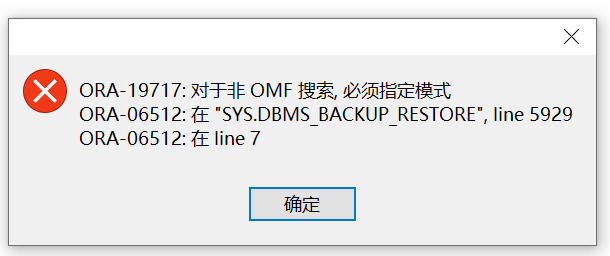 ORA-19717: 对于非 OMF 搜索, 必须指定模式
ORA-06512: 在 "SYS.DBMS_BACKUP_RESTORE", line 5929
ORA-06512: 在 line 7
确定